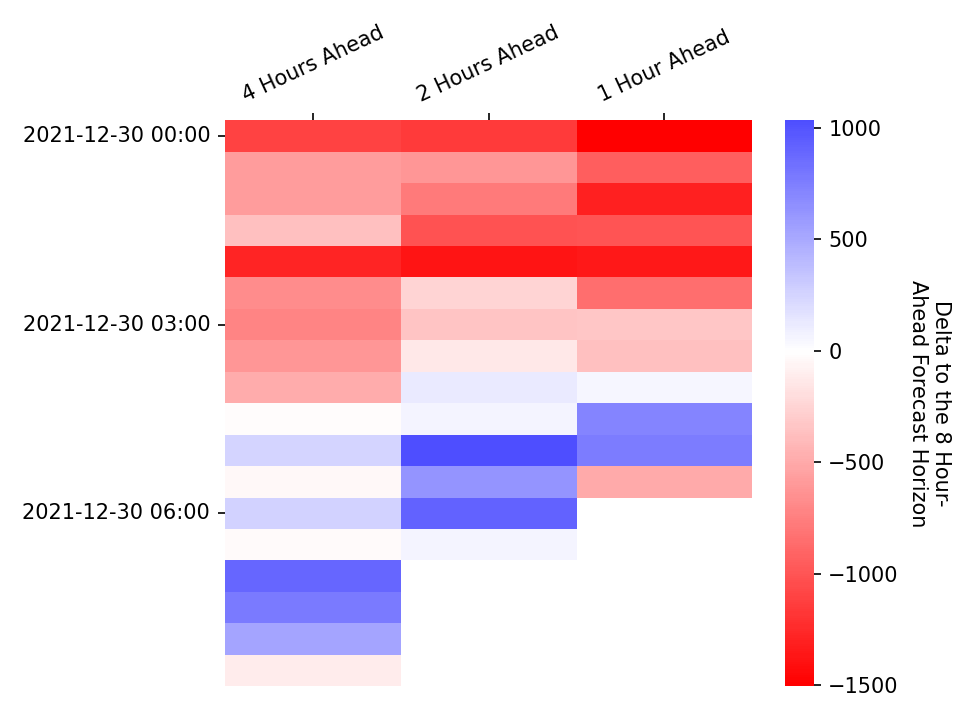 4 Hours Ahead
2 Hours Ahead
1 Hour Ahead
2021-12-30 00:00
2021-12-30 03:00
2021-12-30 06:00
1000
500
0
−500
−1000
−1500
Delta to the 8 Hour-
Ahead Forecast Horizon